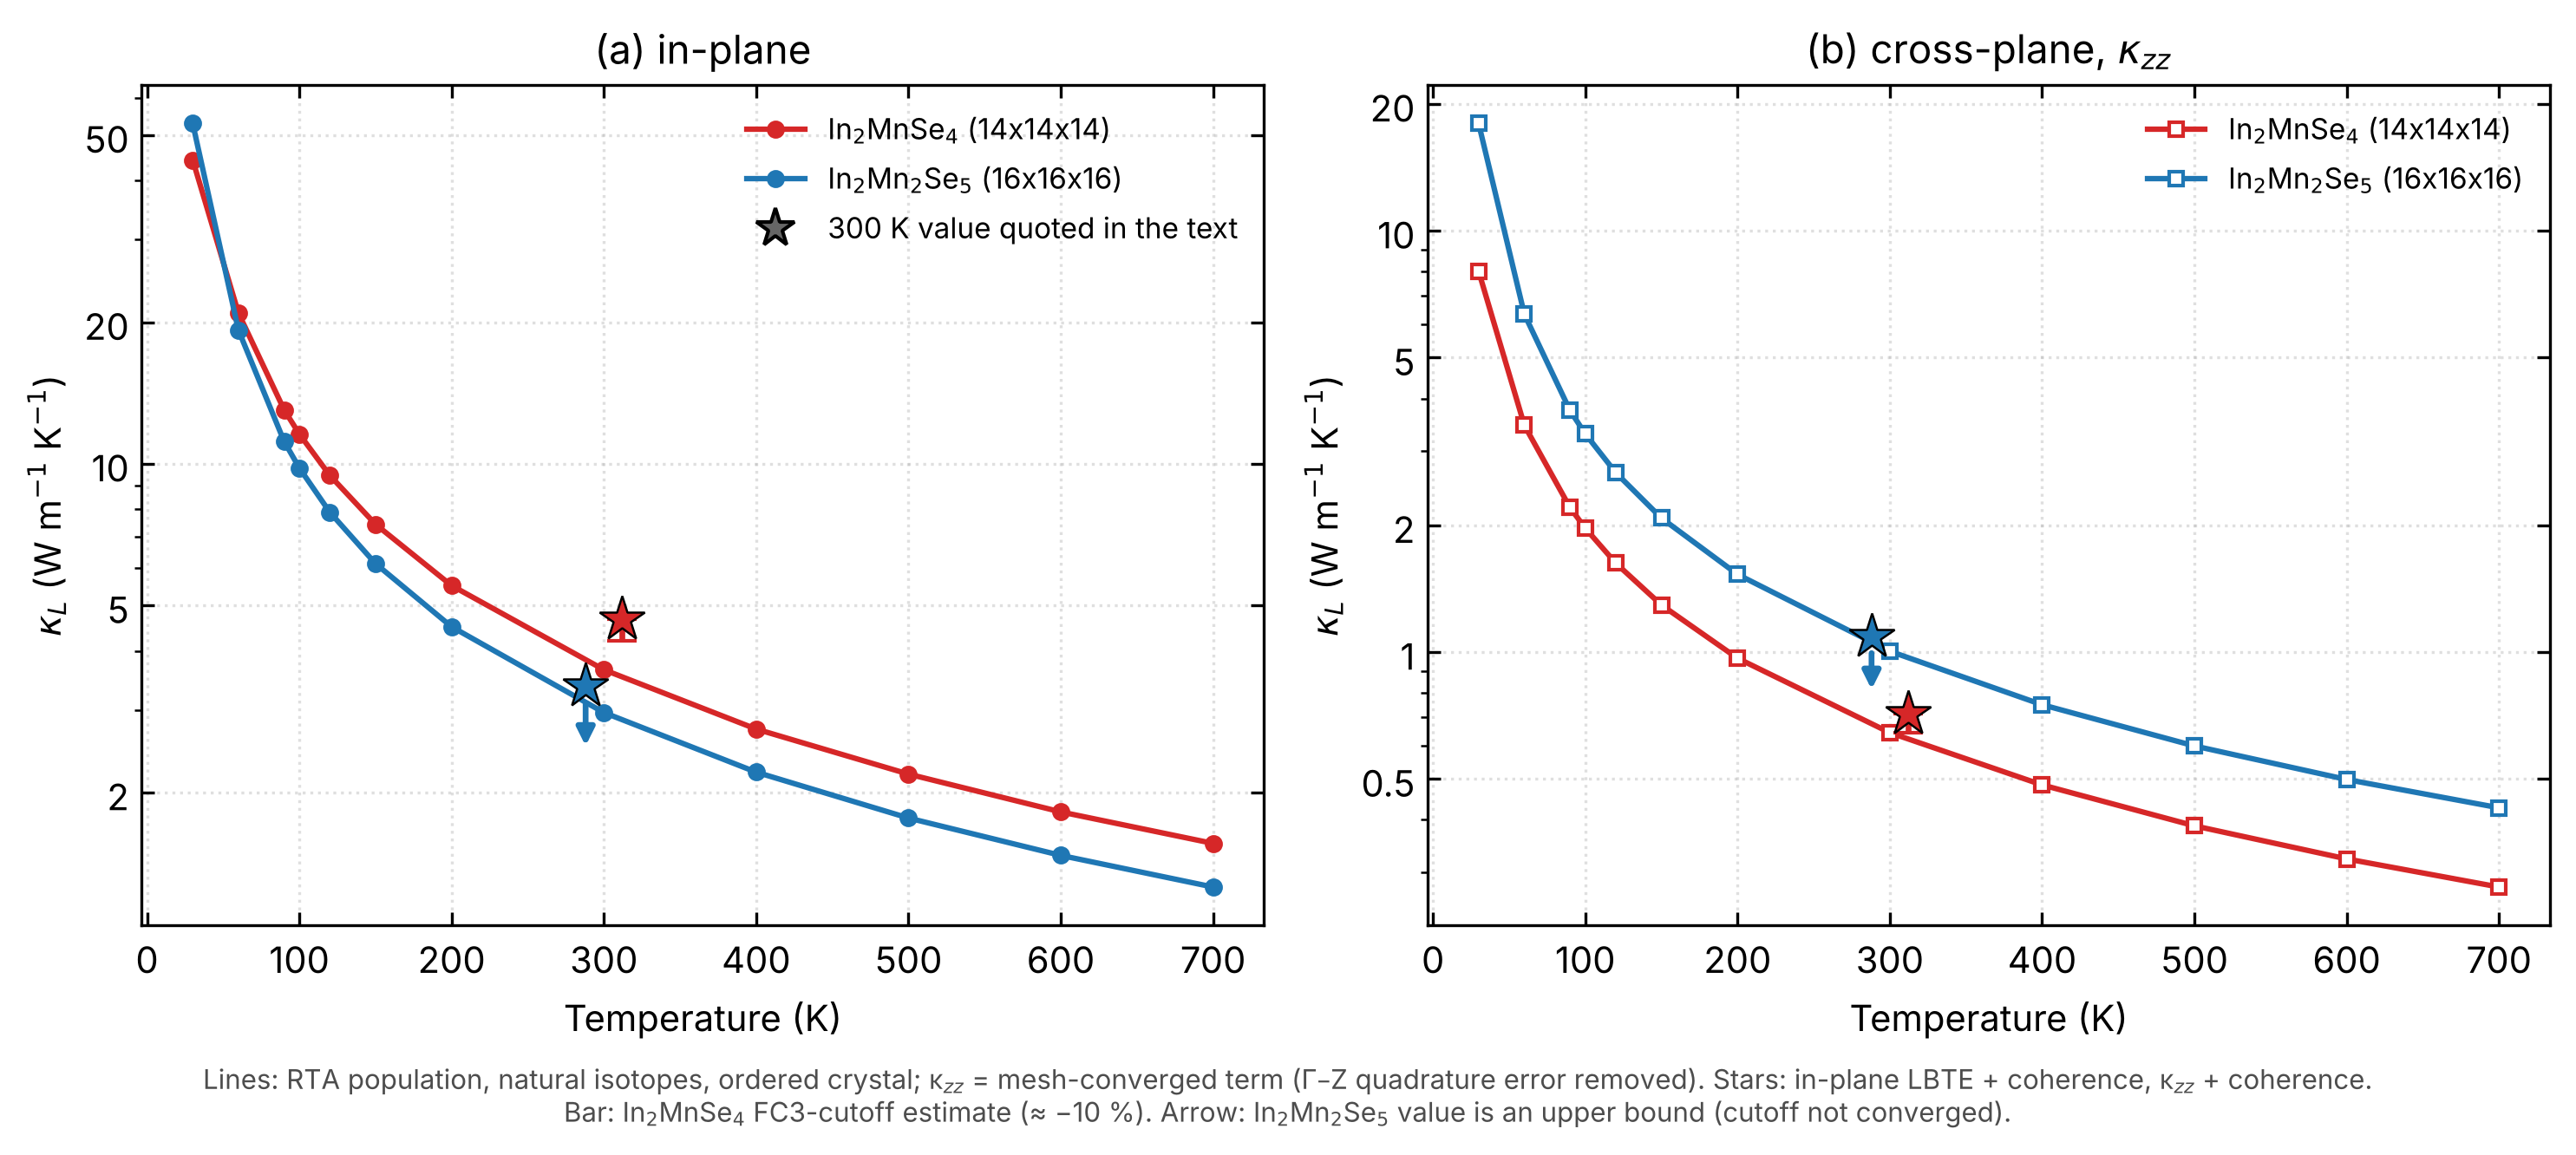 (a) in-plane
κL (W m−1 K−1)
50
20
10
5
2
In2MnSe4 (14x14x14)
In2Mn2Se5 (16x16x16)
300 K value quoted in the text
0 100 200 300 400 500 600 700
Temperature (K)
(b) cross-plane, κzz
κL (W m−1 K−1)
20
10
5
2
1
0.5
In2MnSe4 (14x14x14)
In2Mn2Se5 (16x16x16)
0 100 200 300 400 500 600 700
Temperature (K)
Lines: RTA population, natural isotopes, ordered crystal; κzz = mesh-converged term (Γ–Z quadrature error removed). Stars: in-plane LBTE + coherence, κzz + coherence.
Bar: In2MnSe4 FC3-cutoff estimate (≈ −10 %). Arrow: In2Mn2Se5 value is an upper bound (cutoff not converged).